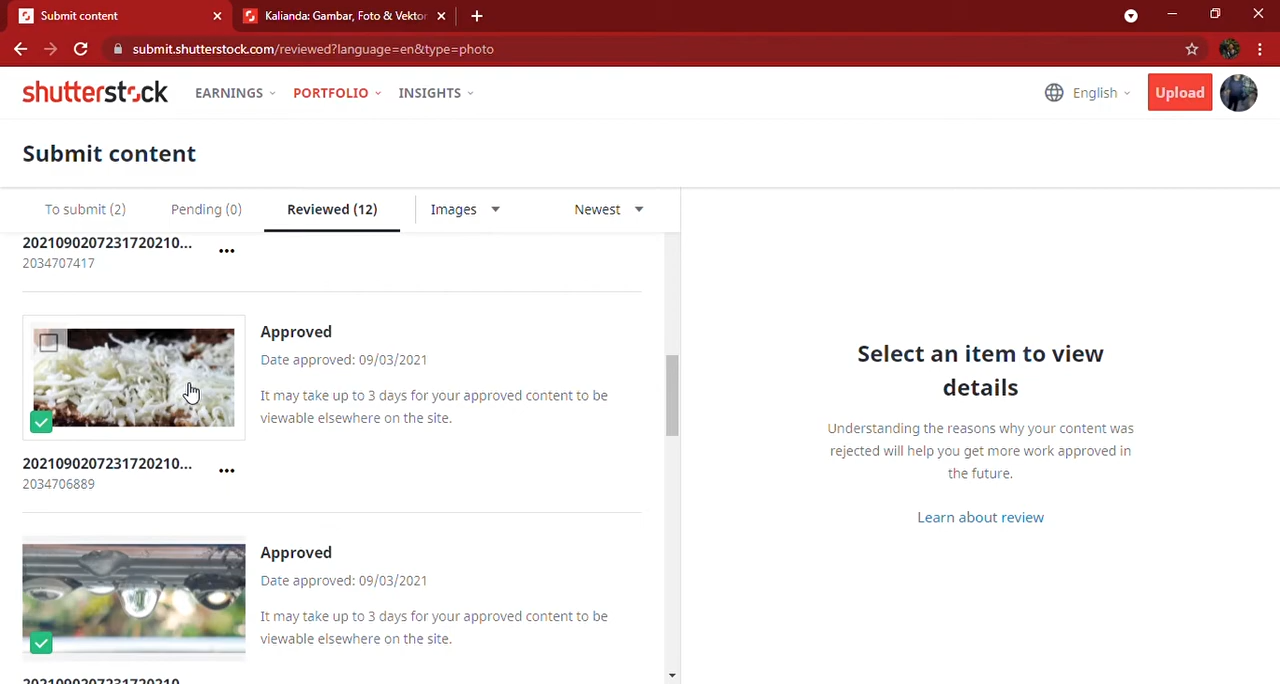 Submit content
Kalianda: Gambar, Foto & Vektor
submit.shutterstock.com/reviewed?language=en&type=photo
shutterstock EARNINGS PORTFOLIO INSIGHTS English Upload
Submit content
To submit (2) Pending (0) Reviewed (12) Images Newest
2021090207231720210... •••
2034707417
Approved
Date approved: 09/03/2021
It may take up to 3 days for your approved content to be
viewable elsewhere on the site.
2021090207231720210... •••
2034706889
Approved
Date approved: 09/03/2021
It may take up to 3 days for your approved content to be
viewable elsewhere on the site.
Select an item to view
details
Understanding the reasons why your content was
rejected will help you get more work approved in
the future.
Learn about review